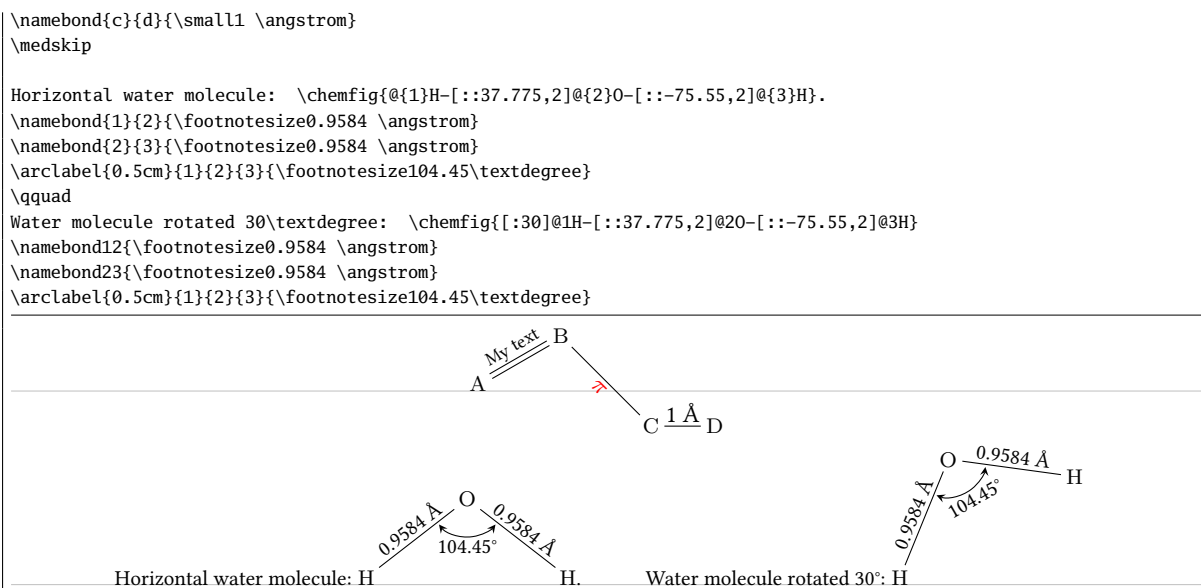 \namebond{c}{d}{\small1 \angstrom}
\medskip
Horizontal water molecule:  \chemfig{@{1}H-[::37.775,2]@{2}O-[::-75.55,2]@{3}H}.
\namebond{1}{2}{\footnotesize0.9584 \angstrom}
\namebond{2}{3}{\footnotesize0.9584 \angstrom}
\arclabel{0.5cm}{1}{2}{3}{\footnotesize104.45\textdegree}
\qquad
Water molecule rotated 30\textdegree:  \chemfig{[:30]@1H-[::37.775,2]@2O-[::-75.55,2]@3H}
\namebond12{\footnotesize0.9584 \angstrom}
\namebond23{\footnotesize0.9584 \angstrom}
\arclabel{0.5cm}{1}{2}{3}{\footnotesize104.45\textdegree}
My text
B
A
π
C 1 Å D
O
0.9584 Å
0.9584 Å
104.45°
Horizontal water molecule: H
H.
O
0.9584 Å
H
0.9584 Å
104.45°
Water molecule rotated 30°: H